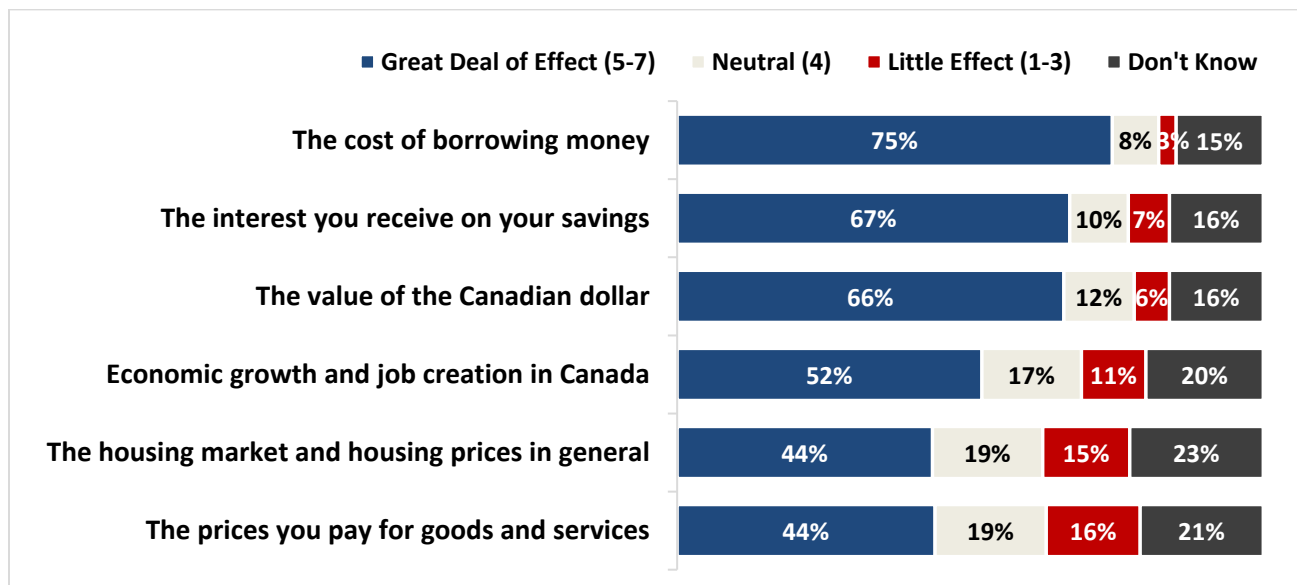 Great Deal of Effect (5-7) Neutral (4) Little Effect (1-3) Don't Know
The cost of borrowing money 75% 8% 3% 15%
The interest you receive on your savings 67% 10% 7% 16%
The value of the Canadian dollar 66% 12% 6% 16%
Economic growth and job creation in Canada 52% 17% 11% 20%
The housing market and housing prices in general 44% 19% 15% 23%
The prices you pay for goods and services 44% 19% 16% 21%